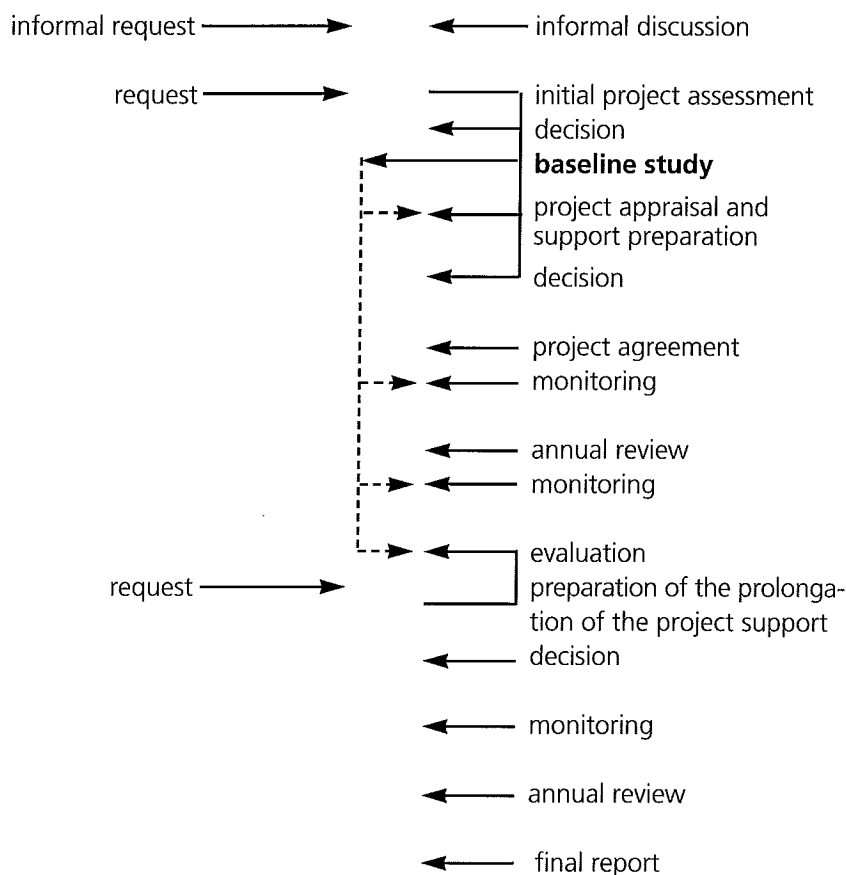 informal request
informal discussion
request
initial project assessment
decision
baseline study
project appraisal and
support preparation
decision
project agreement
monitoring
annual review
monitoring
evaluation
request
preparation of the prolonga-
tion of the project support
decision
monitoring
annual review
final report